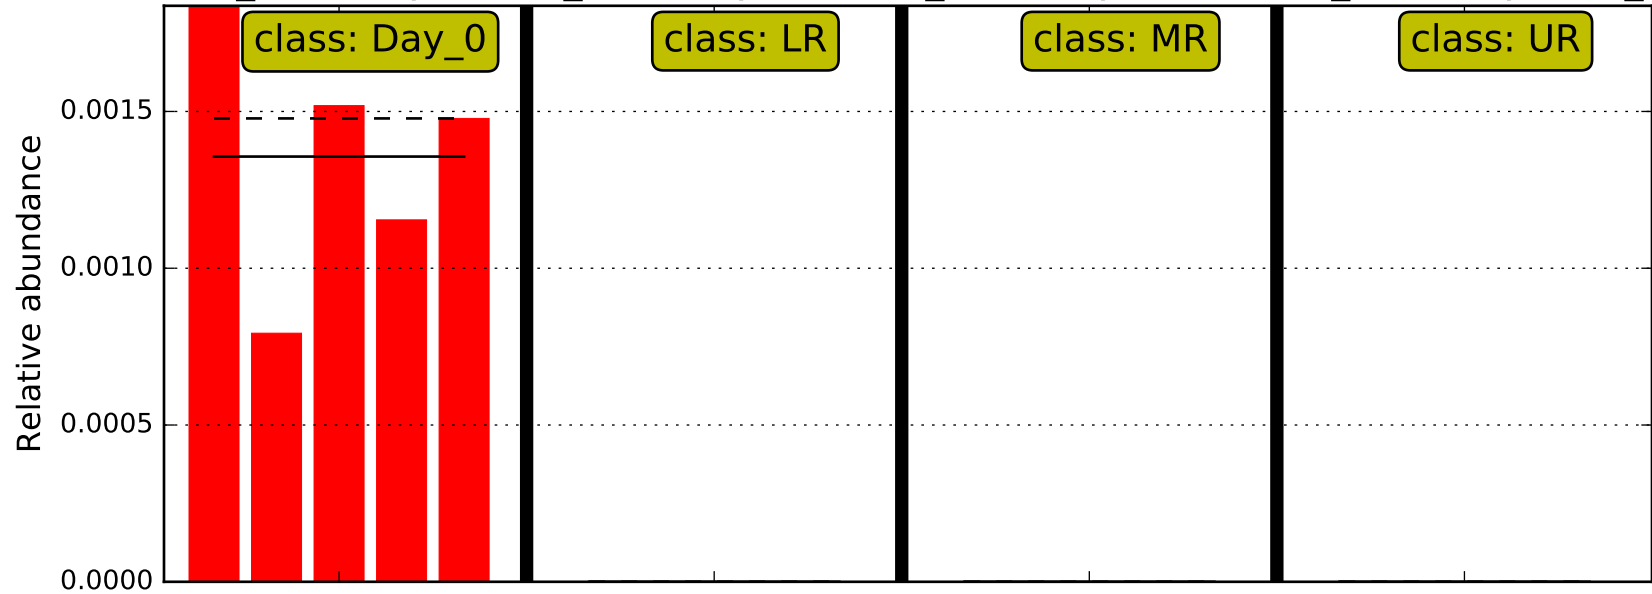 class: Day_0
class: LR
class: MR
class: UR
0.0015
0.0010
0.0005
0.0000
Relative abundance